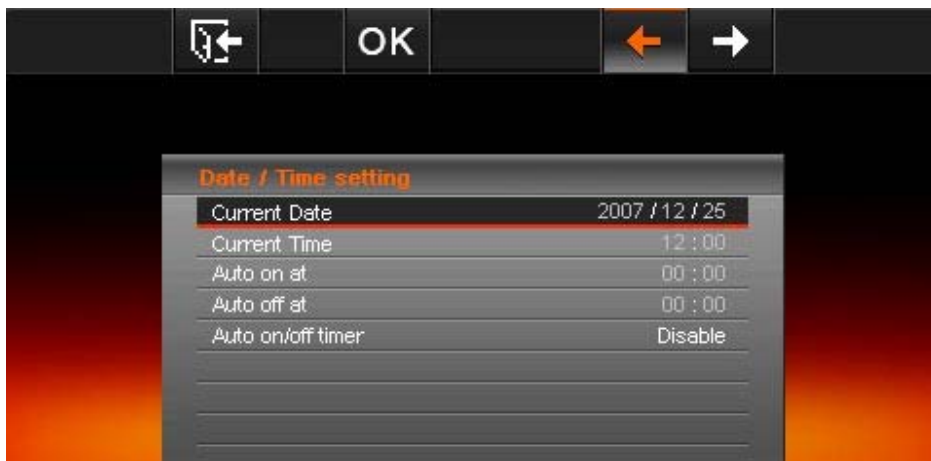 OK
Date / Time setting
Current Date 2007 / 12 / 25
Current Time 12 : 00
Auto on at 00 : 00
Auto off at 00 : 00
Auto on/off timer Disable